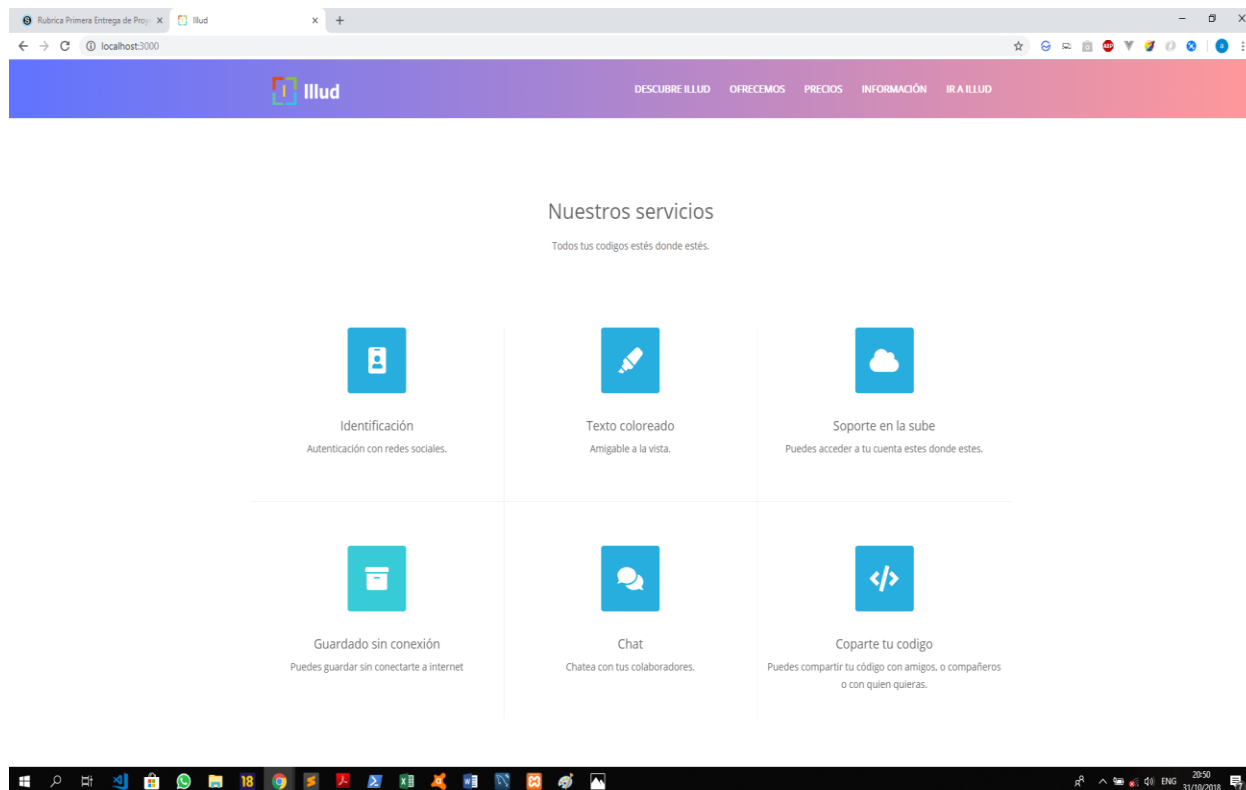 Rubrica Primera Entrega de Proy
Illud
localhost:3000
Illud
DESCUBRE ILLUD OFRECEMOS PRECIOS INFORMACIÓN IR A ILLUD
Nuestros servicios
Todos tus codigos estés donde estés.
Identificación
Autenticación con redes sociales.
Texto coloreado
Amigable a la vista.
Soporte en la sube
Puedes acceder a tu cuenta estes donde estes.
Guardado sin conexión
Puedes guardar sin conectarte a internet
Chat
Chatea con tus colaboradores.
Coparte tu codigo
Puedes compartir tu código con amigos, o compañeros
o con quien quieras.
18
ENG
20:50
31/10/2018